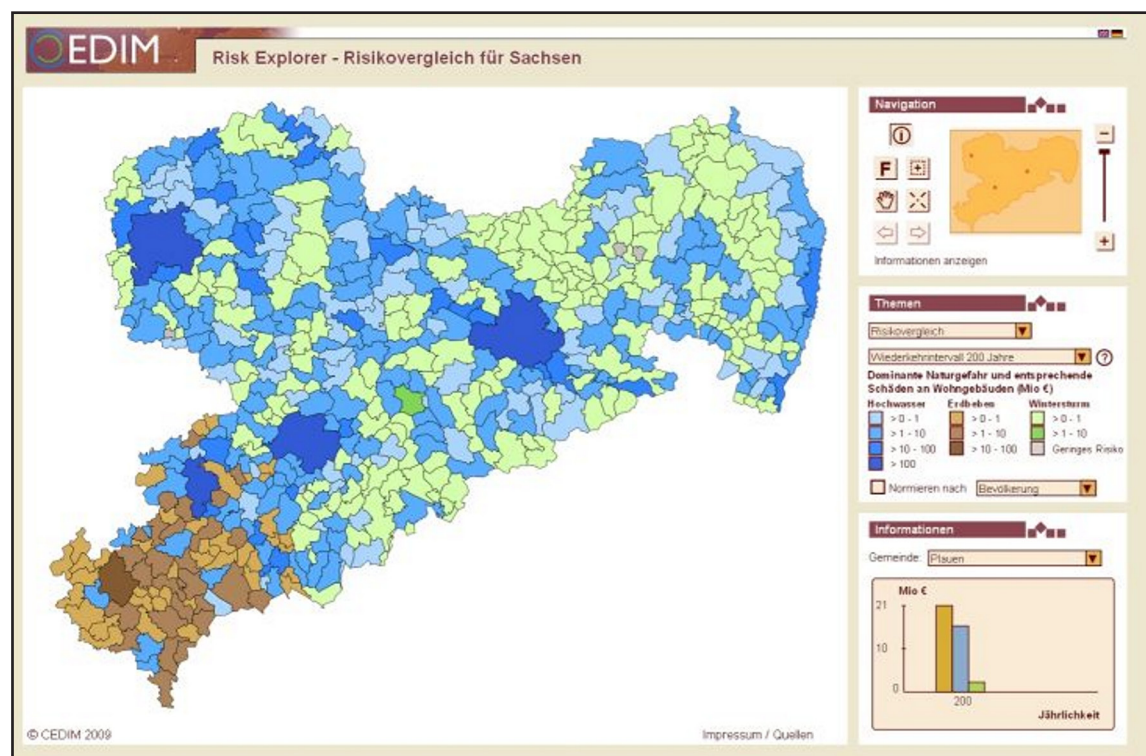 CEDIM
Risk Explorer - Risikovergleich für Sachsen
Navigation
F
Informationen anzeigen
Themen
Risikovergleich
Wiederkehrintervall 200 Jahre
?
Dominante Naturgefahr und entsprechende
Schäden an Wohngebäuden (Mio €)
Hochwasser Erdbeben Wintersturm
> 0 - 1 > 0 - 1 > 0 - 1
> 1 - 10 > 1 - 10 > 1 - 10
> 10 - 100 > 10 - 100 Geringes Risiko
> 100
Normieren nach Bevölkerung
Informationen
Gemeinde: Plauen
Mio €
21
10
0
200
Jährlichkeit
© CEDIM 2009
Impressum / Quellen